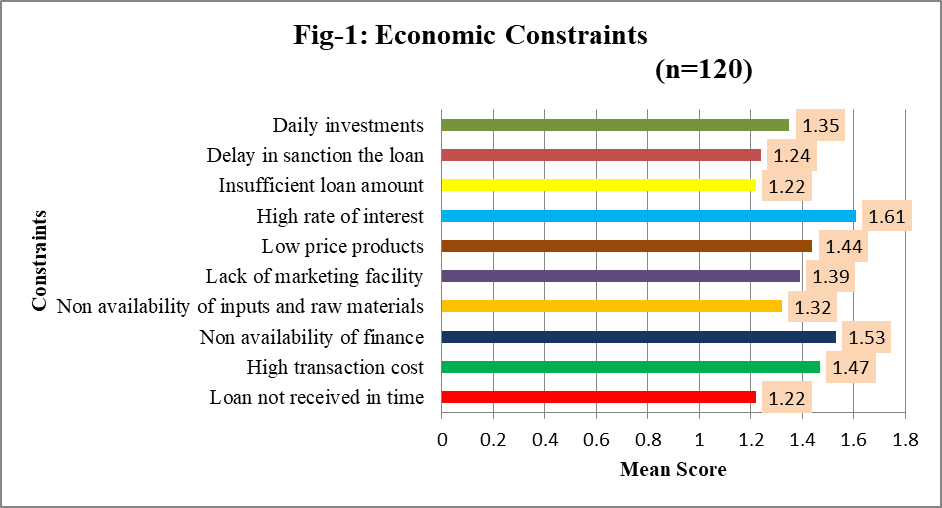 Fig-1: Economic Constraints
(n=120)
Constraints
Daily investments 1.35
Delay in sanction the loan 1.24
Insufficient loan amount 1.22
High rate of interest 1.61
Low price products 1.44
Lack of marketing facility 1.39
Non availability of inputs and raw materials 1.32
Non availability of finance 1.53
High transaction cost 1.47
Loan not received in time 1.22
0 0.2 0.4 0.6 0.8 1 1.2 1.4 1.6 1.8
Mean Score